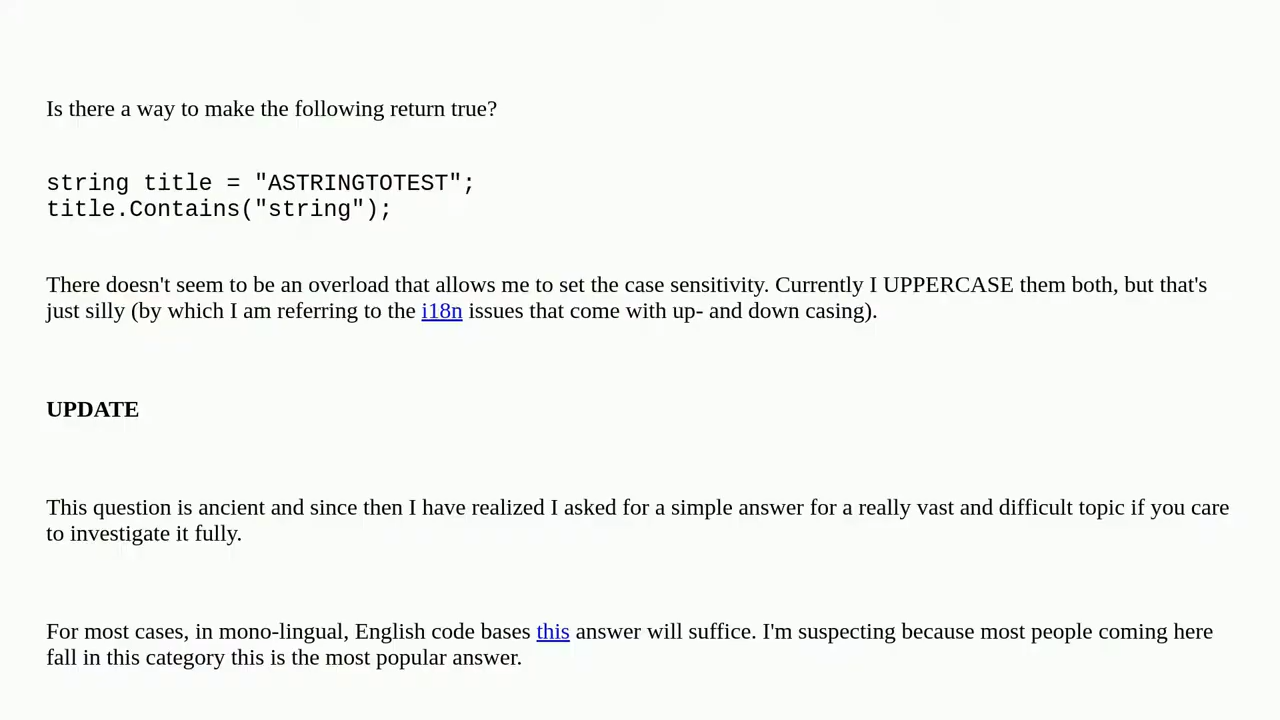 Is there a way to make the following return true?
string title = "ASTRINGTOTEST";
title.Contains("string");
There doesn't seem to be an overload that allows me to set the case sensitivity. Currently I UPPERCASE them both, but that's
just silly (by which I am referring to the i18n issues that come with up- and down casing).
UPDATE
This question is ancient and since then I have realized I asked for a simple answer for a really vast and difficult topic if you care
to investigate it fully.
For most cases, in mono-lingual, English code bases this answer will suffice. I'm suspecting because most people coming here
fall in this category this is the most popular answer.